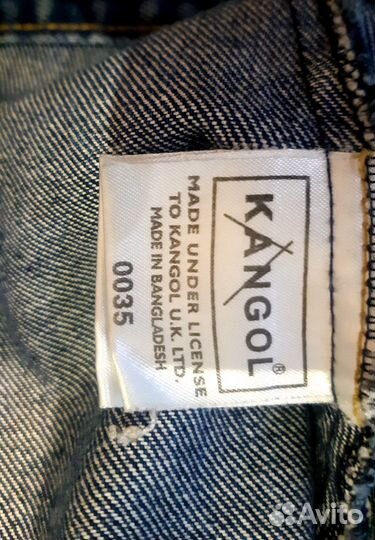 KANGOL®
MADE UNDER LICENSE
TO KANGOL U.K. LTD.
MADE IN BANGLADESH
0035
Avito